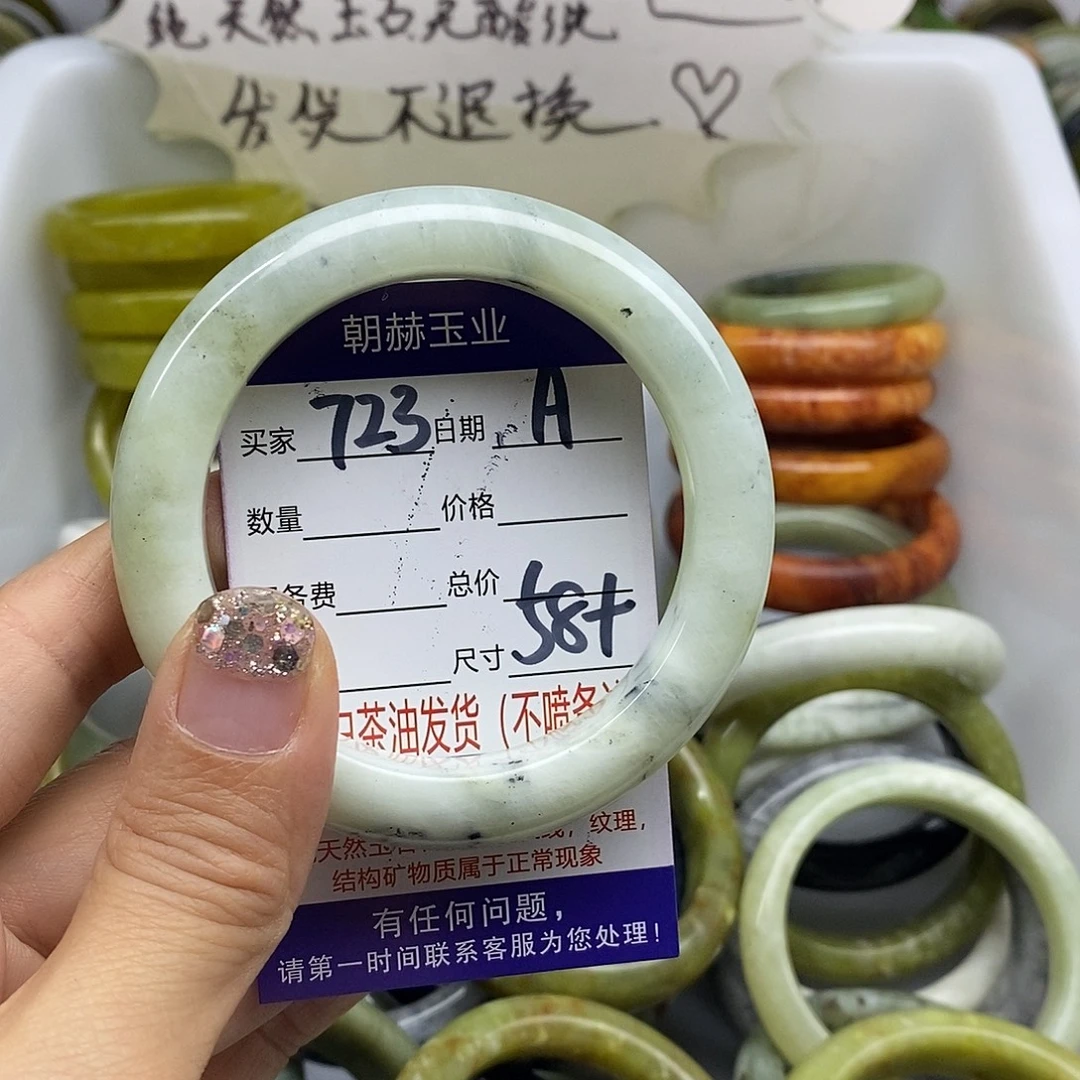 纯天然玉石无酸洗
发货不退换
朝赫玉业
买家 723 日期 A
数量 价格
务费 总价
尺寸 58+
茶油发货（不喷
纹理，
结构矿物质属于正常现象
有任何问题，
请第一时间联系客服为您处理！